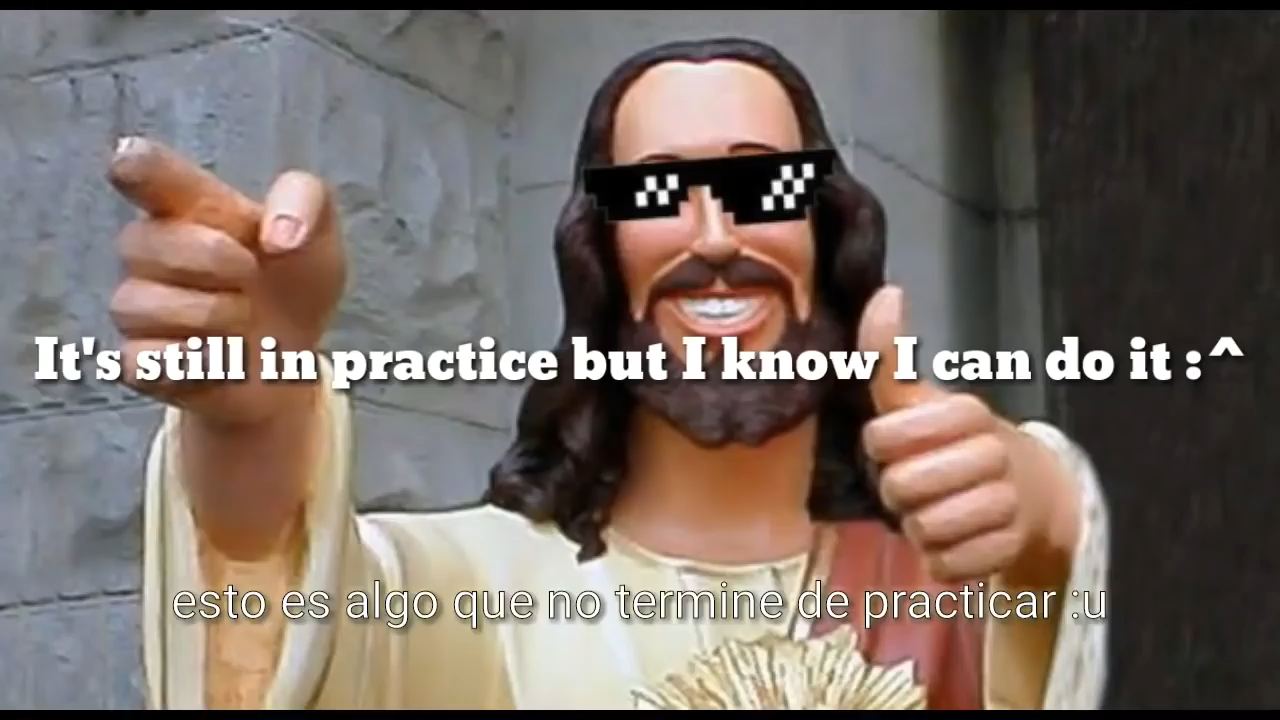 It's still in practice but I know I can do it :^
esto es algo que no termine de practicar :u